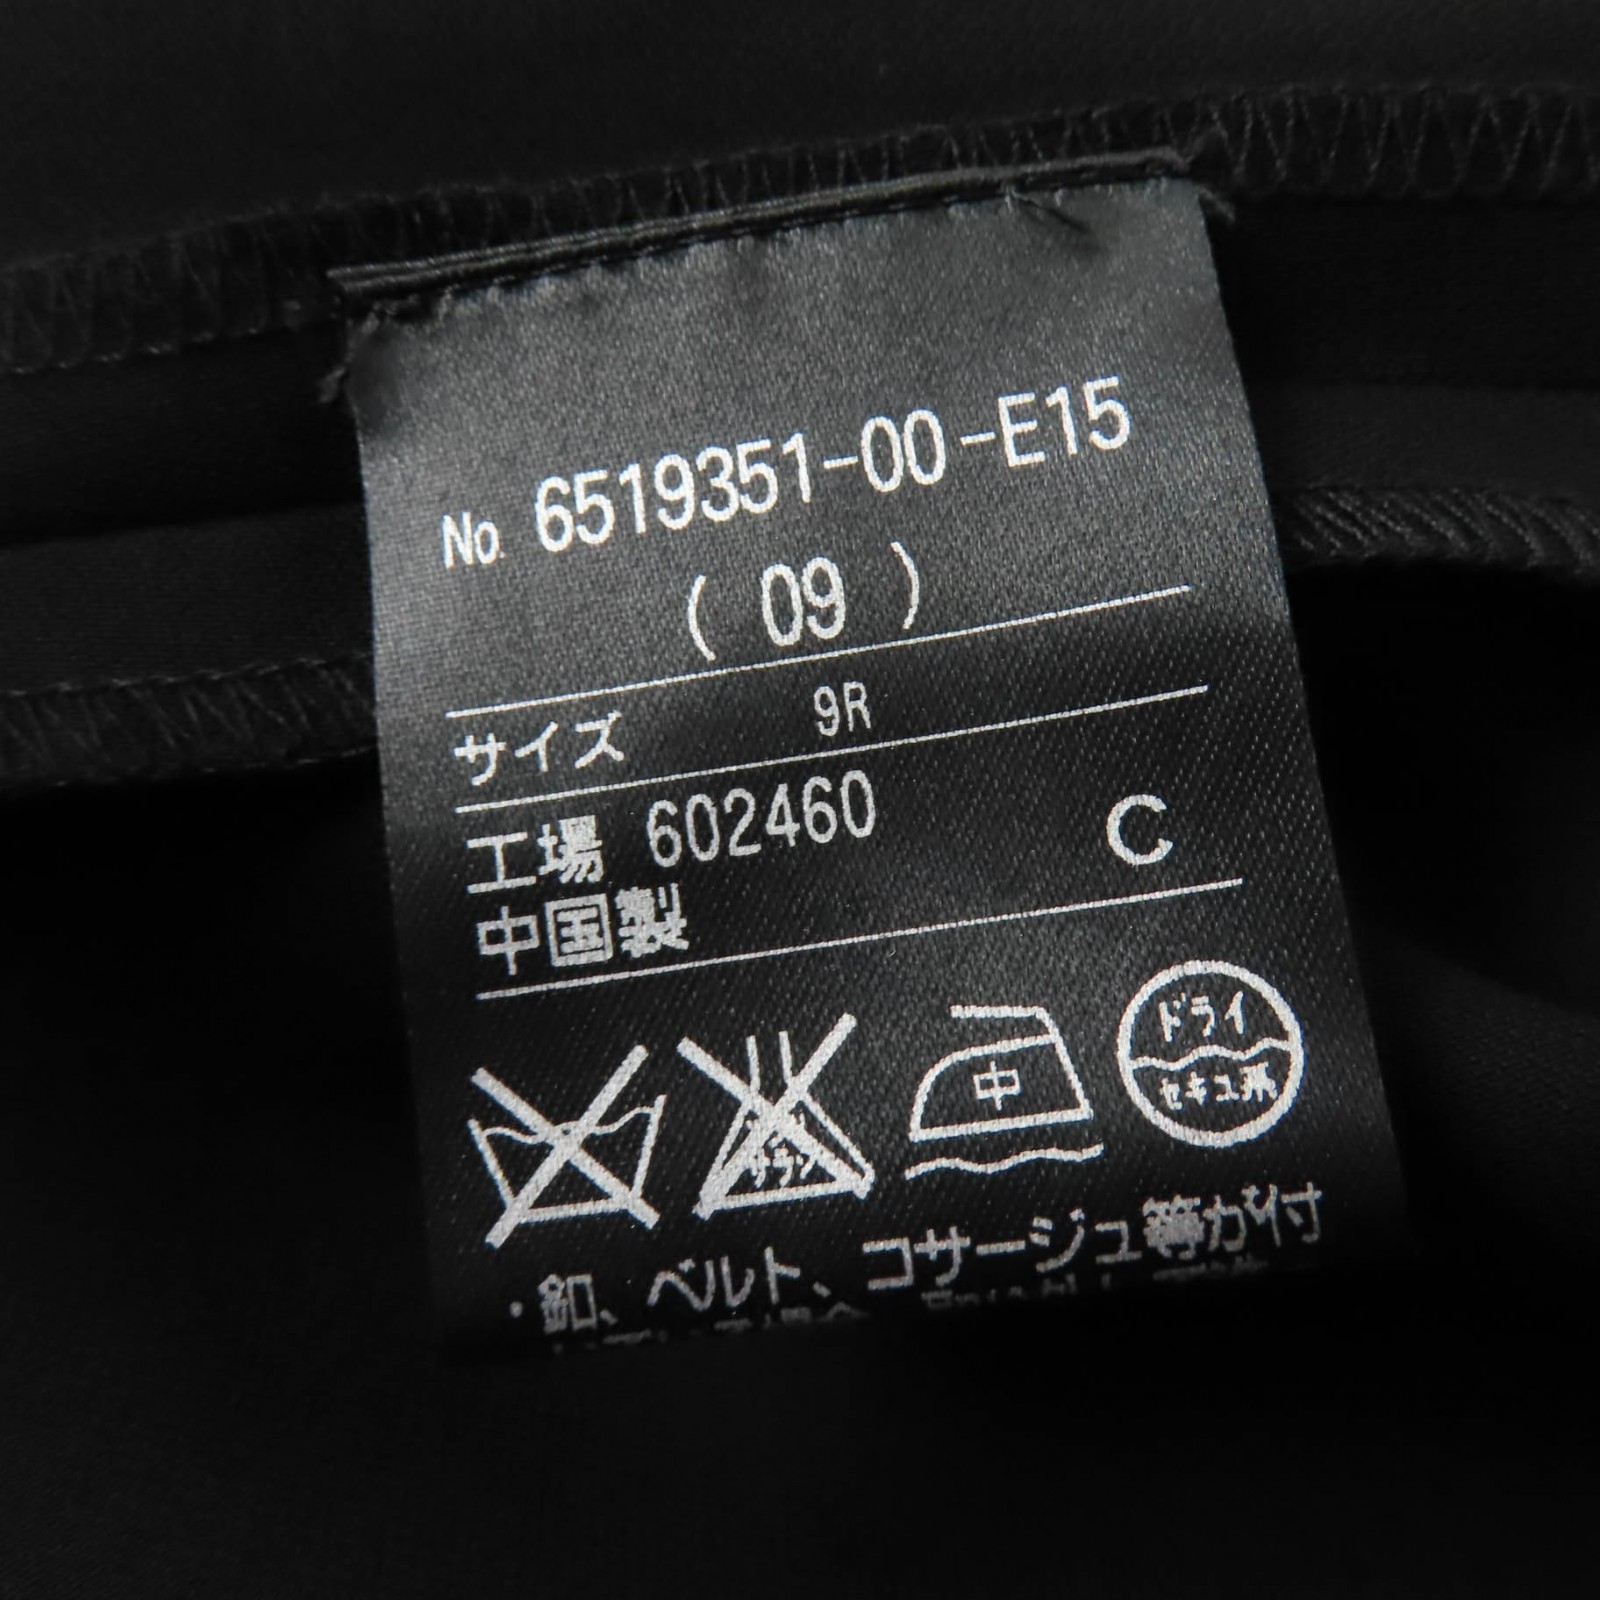 No. 6519351-00-E15
( 09 )
サイズ 9R
工場 602460 C
中国製
中
ドライ
セキユ系
・釦、ベルト、コサージュ等が付